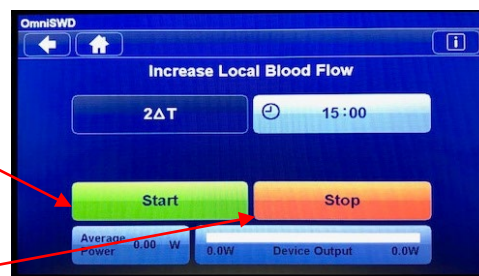 OmniSWD
i
Increase Local Blood Flow
2ΔT
15:00
Start
Stop
Average Power 0.00 W
0.0W Device Output 0.0W